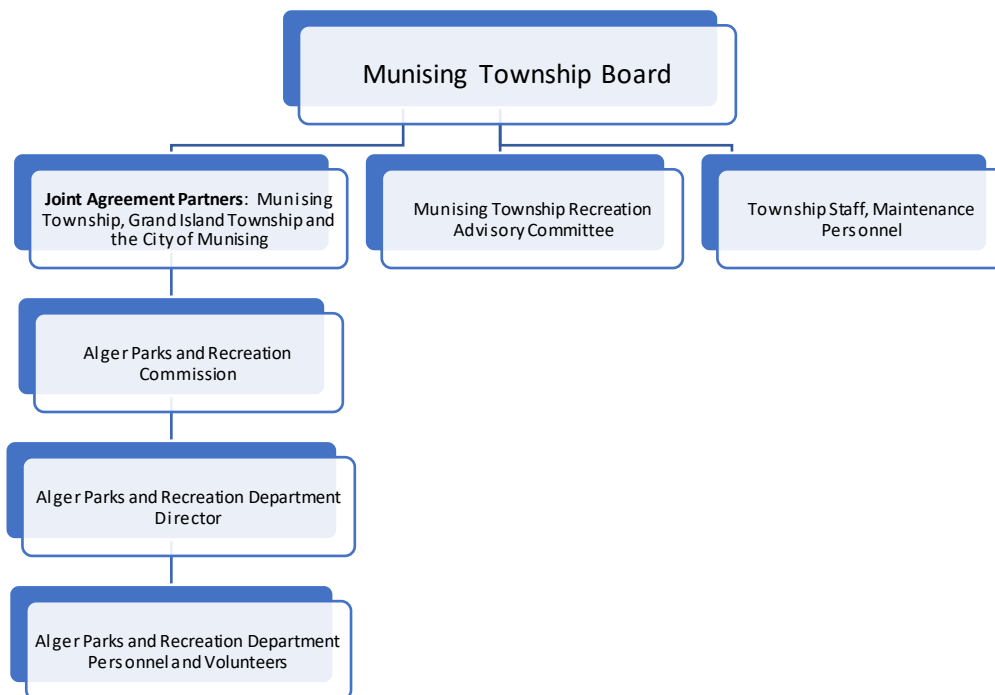 Munising Township Board
Joint Agreement Partners: Munising
Township, Grand Island Township and
the City of Munising
Munising Township Recreation
Advisory Committee
Township Staff, Maintenance
Personnel
Alger Parks and Recreation
Commission
Alger Parks and Recreation Department
Director
Alger Parks and Recreation Department
Personnel and Volunteers